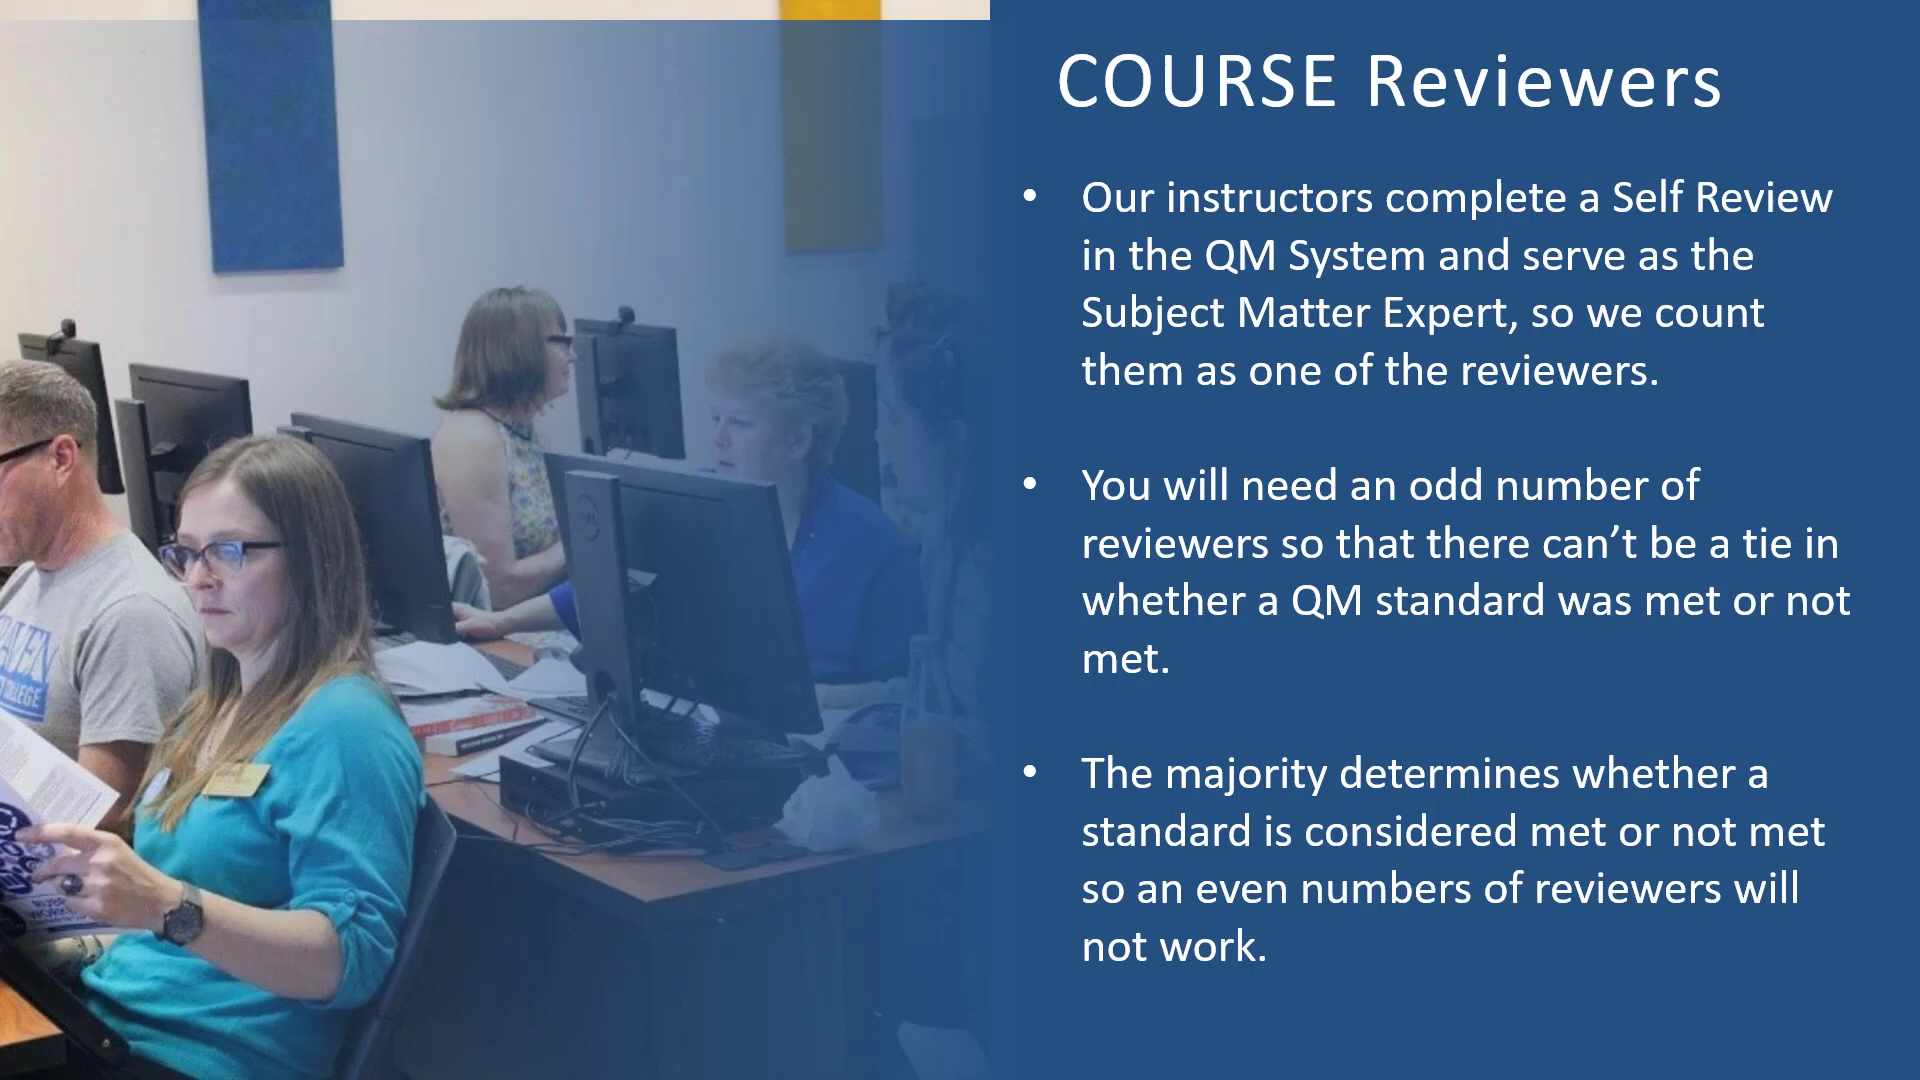 COURSE Reviewers
• Our instructors complete a Self Review
in the QM System and serve as the
Subject Matter Expert, so we count
them as one of the reviewers.
• You will need an odd number of
reviewers so that there can’t be a tie in
whether a QM standard was met or not
met.
• The majority determines whether a
standard is considered met or not met
so an even numbers of reviewers will
not work.